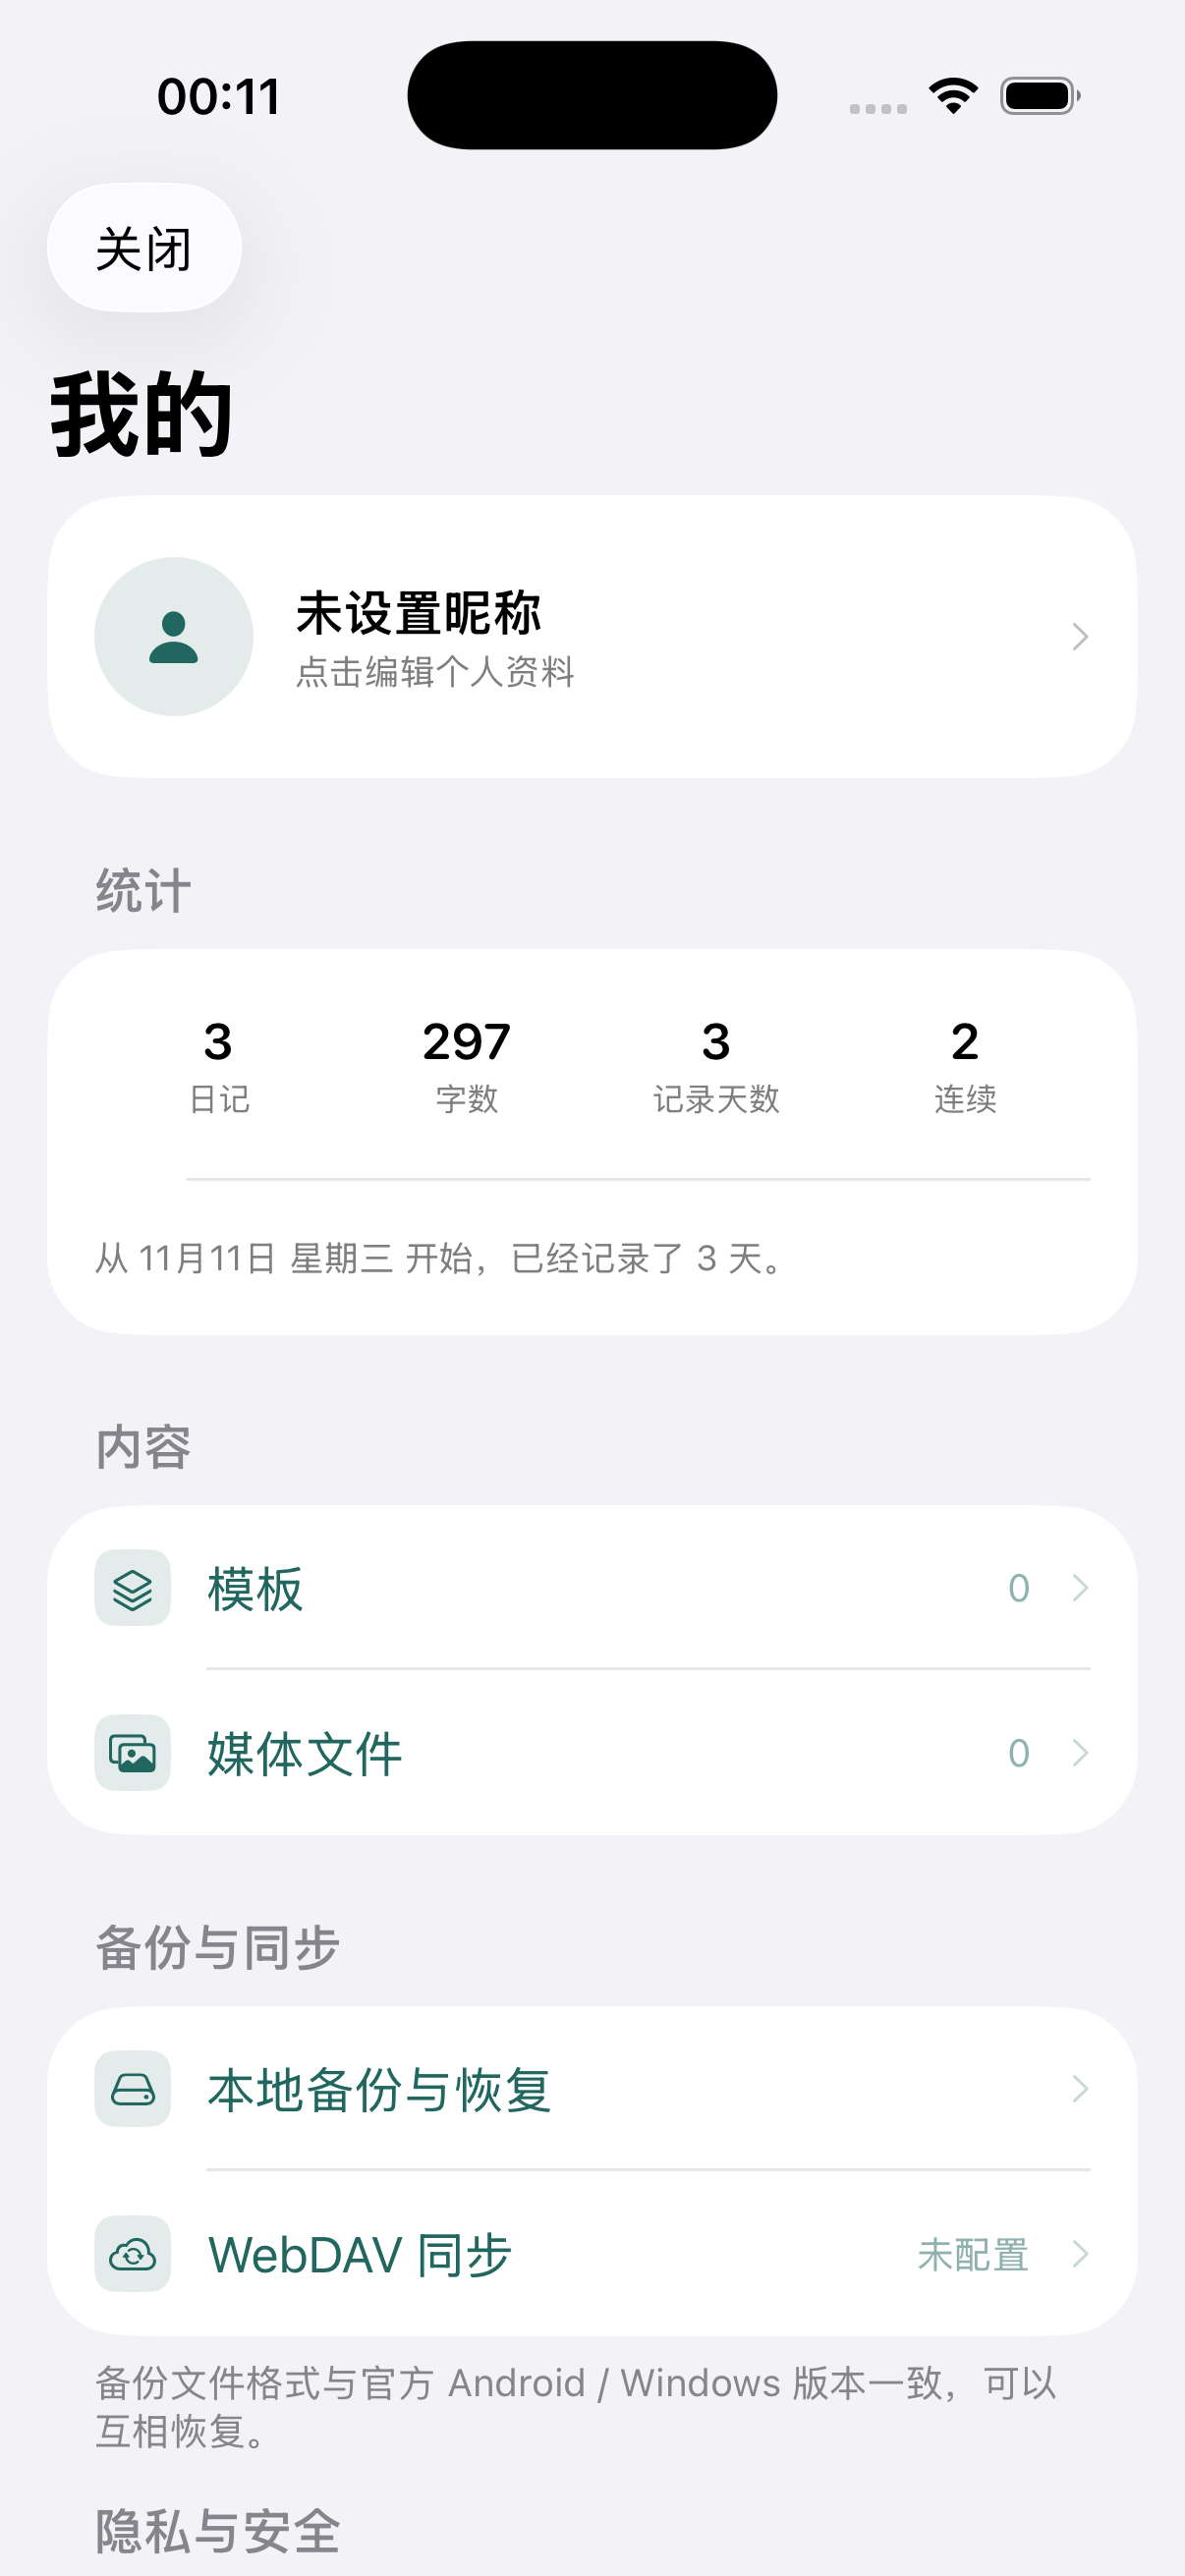 00:11
关闭
我的
未设置昵称
点击编辑个人资料
统计
3 297 3 2
日记 字数 记录天数 连续
从 11月11日 星期三 开始，已经记录了 3 天。
内容
模板 0
媒体文件 0
备份与同步
本地备份与恢复
WebDAV 同步 未配置
备份文件格式与官方 Android / Windows 版本一致，可以
互相恢复。
隐私与安全